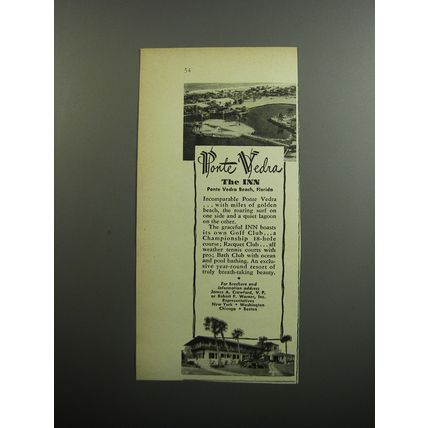 54
Ponte Vedra
The INN
Ponte Vedra Beach, Florida
Incomparable Ponte Vedra
...with miles of golden
beach, the roaring surf on
one side and a quiet lagoon
on the other.
The graceful INN boasts
its own Golf Club...a
Championship 18-hole
course; Racquet Club...all
weather tennis courts with
pro; Bath Club with ocean
and pool bathing. An exclu-
sive year-round resort of
truly breath-taking beauty.
For brochure and
information address
James A. Crawford, V. P.
or Robert F. Warner, Inc.
Representatives
New York • Washington
Chicago • Boston